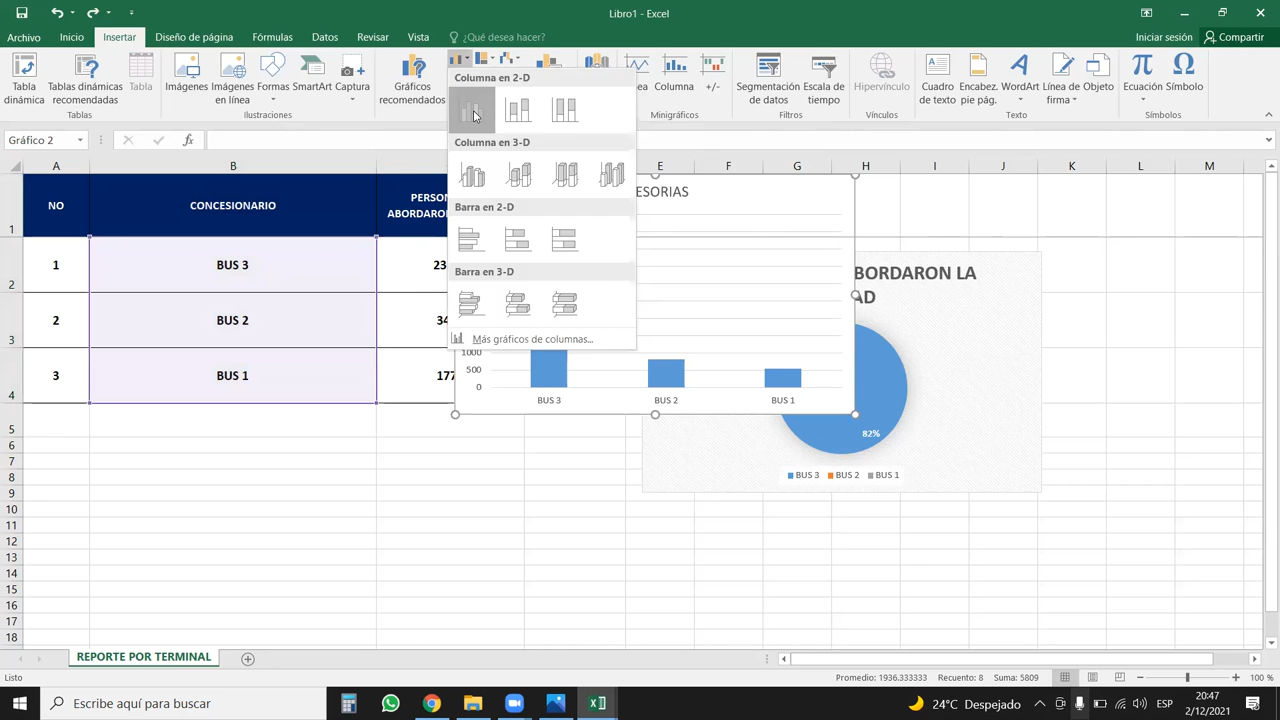 Libro1 - Excel
Archivo Inicio Insertar Diseño de página Fórmulas Datos Revisar Vista ¿Qué desea hacer? Iniciar sesión Compartir
Tabla dinámica
Tablas dinámicas recomendadas
Tabla
Imágenes
Imágenes en línea
Formas
SmartArt
Captura
Gráficos recomendados
Columna
+/-
Segmentación de datos
Escala de tiempo
Hipervínculo
Cuadro de texto
Encabez. pie pág.
WordArt
Línea de firma
Objeto
Ecuación
Símbolo
Tablas Ilustraciones Minigráficos Filtros Vínculos Texto Símbolos
Columna en 2-D
Columna en 3-D
Barra en 2-D
Barra en 3-D
Más gráficos de columnas...
Gráfico 2
fx
A B E F G H I J K L M
1 NO CONCESIONARIO
2 1 BUS 3 23
3 2 BUS 2
4 3 BUS 1 177
5
6
7
8
9
10
11
12
13
14
15
16
17
18
ESORIAS
1000
500
0
BUS 3 BUS 2 BUS 1
BORDARON LA
82%
BUS 3 BUS 2 BUS 1
REPORTE POR TERMINAL
Listo Promedio: 1936.333333 Recuento: 8 Suma: 5809 100 %
Escribe aquí para buscar 24°C Despejado ESP 20:47
2/12/2021